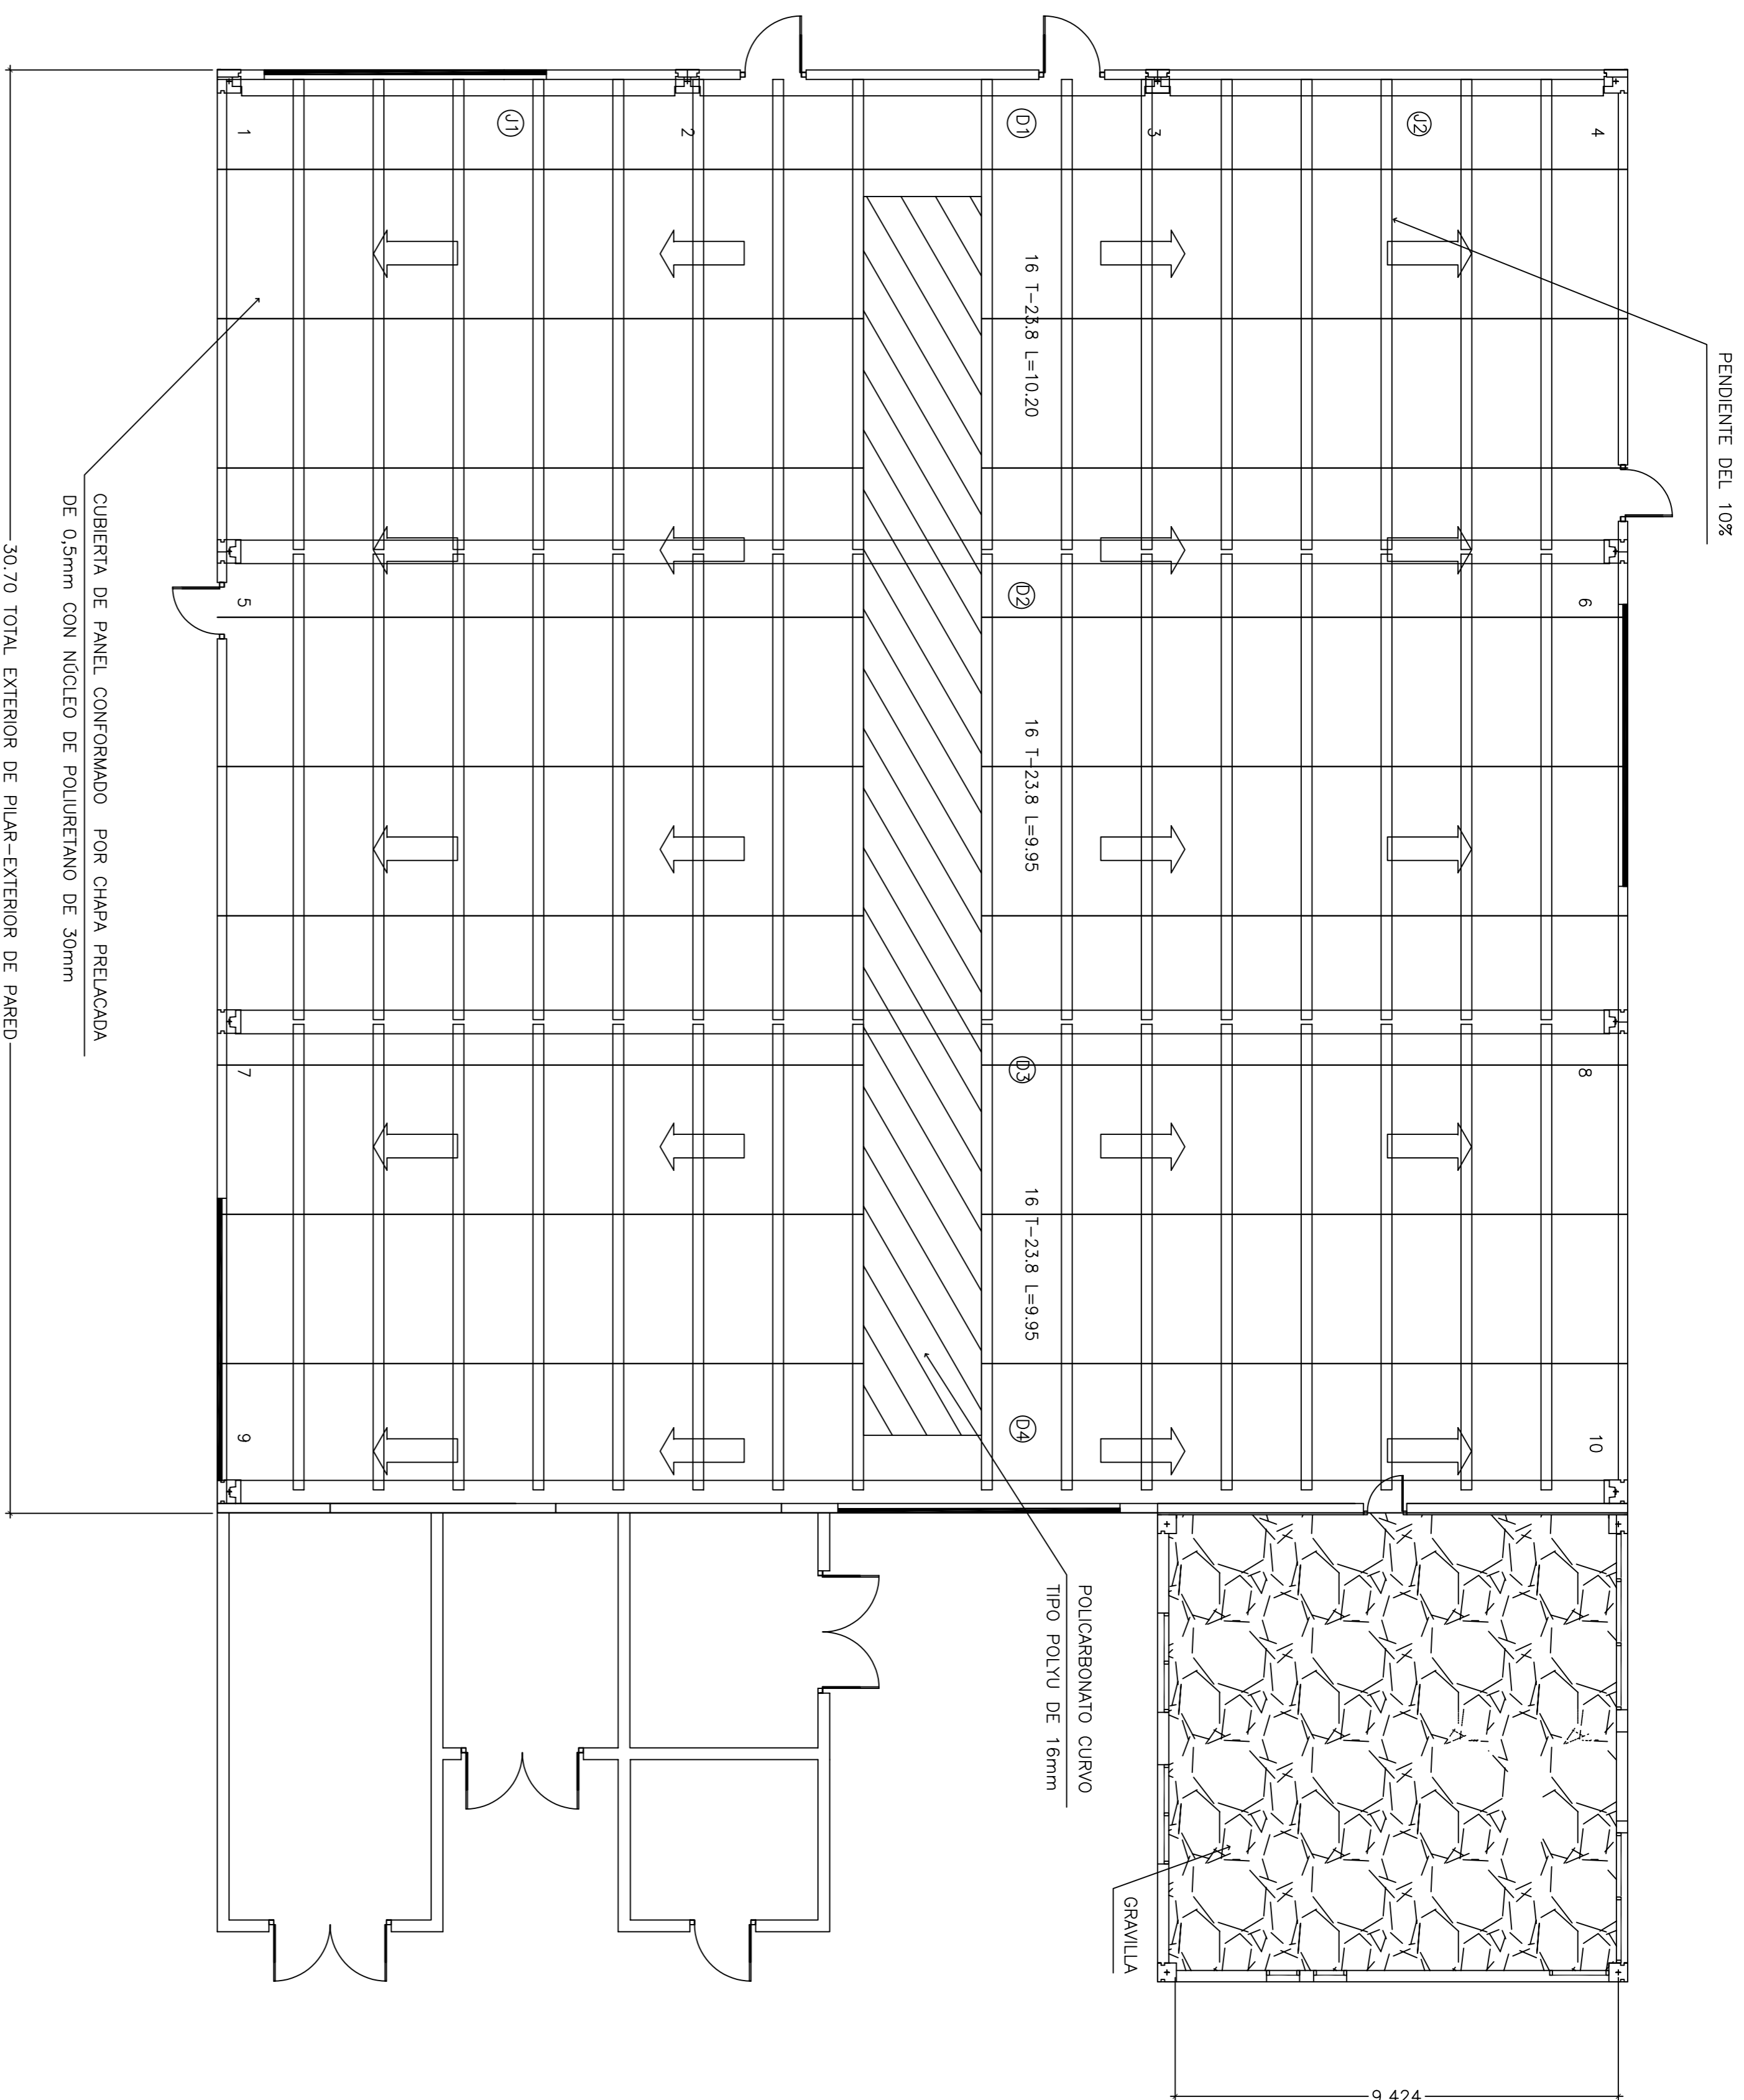 PENDIENTE DEL 10%
4
J2
3
D1
2
J1
1
16 T-23.8 L=10.20
6
D2
5
16 T-23.8 L=9.95
8
D3
7
16 T-23.8 L=9.95
10
D4
9
CUBIERTA DE PANEL CONFORMADO POR CHAPA PRELACADA
DE 0,5mm CON NÚCLEO DE POLIURETANO DE 30mm
30.70 TOTAL EXTERIOR DE PILAR-EXTERIOR DE PARED
POLICARBONATO CURVO
TIPO POLYU DE 16mm
GRAVILLA
9.424